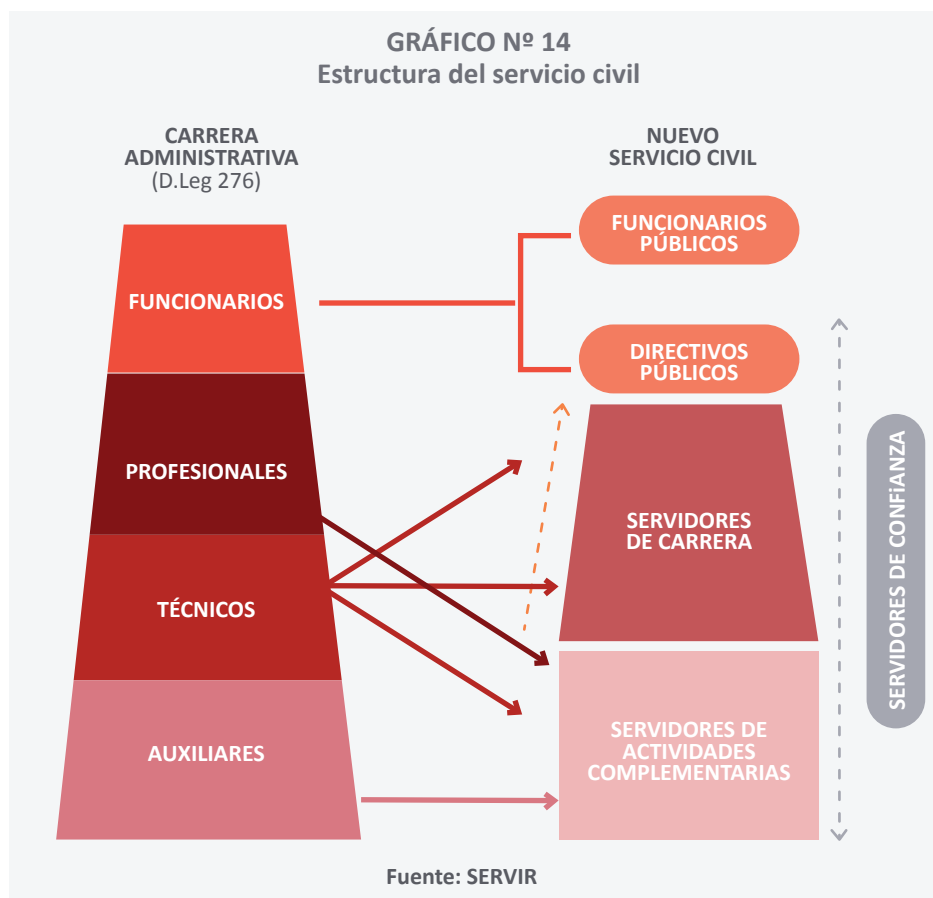 GRÁFICO Nº 14
Estructura del servicio civil
CARRERA
ADMINISTRATIVA
(D.Leg 276)
FUNCIONARIOS
PROFESIONALES
TÉCNICOS
AUXILIARES
NUEVO
SERVICIO CIVIL
FUNCIONARIOS
PÚBLICOS
DIRECTIVOS
PÚBLICOS
SERVIDORES
DE CARRERA
SERVIDORES DE
ACTIVIDADES
COMPLEMENTARIAS
SERVIDORES DE CONFiANZA
Fuente: SERVIR